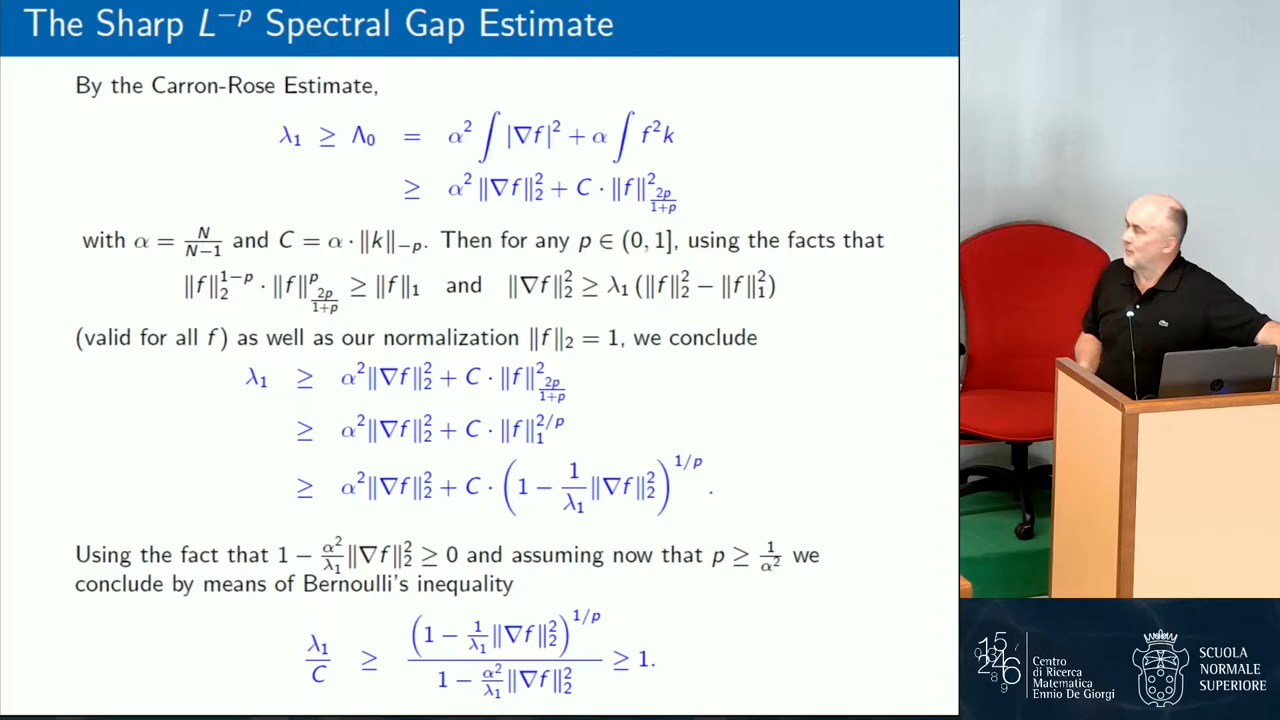 The Sharp L⁻ᵖ Spectral Gap Estimate
By the Carron-Rose Estimate,
λ₁ ≥ Λ₀ = α² ∫ |∇f|² + α ∫ f²k
≥ α² ‖∇f‖₂² + C · ‖f‖²_{2p/(1+p)}
with α = N/(N−1) and C = α · ‖k‖₋ₚ. Then for any p ∈ (0, 1], using the facts that
‖f‖₂^{1−p} · ‖f‖^p_{2p/(1+p)} ≥ ‖f‖₁ and ‖∇f‖₂² ≥ λ₁ (‖f‖₂² − ‖f‖₁²)
(valid for all f) as well as our normalization ‖f‖₂ = 1, we conclude
λ₁ ≥ α²‖∇f‖₂² + C · ‖f‖²_{2p/(1+p)}
≥ α²‖∇f‖₂² + C · ‖f‖₁^{2/p}
≥ α²‖∇f‖₂² + C · (1 − 1/λ₁ ‖∇f‖₂²)^{1/p}.
Using the fact that 1 − α²/λ₁ ‖∇f‖₂² ≥ 0 and assuming now that p ≥ 1/α² we
conclude by means of Bernoulli's inequality
λ₁/C ≥ (1 − 1/λ₁ ‖∇f‖₂²)^{1/p} / (1 − α²/λ₁ ‖∇f‖₂²) ≥ 1.
hp
Centro
di Ricerca
Matematica
Ennio De Giorgi
SCUOLA
NORMALE
SUPERIORE